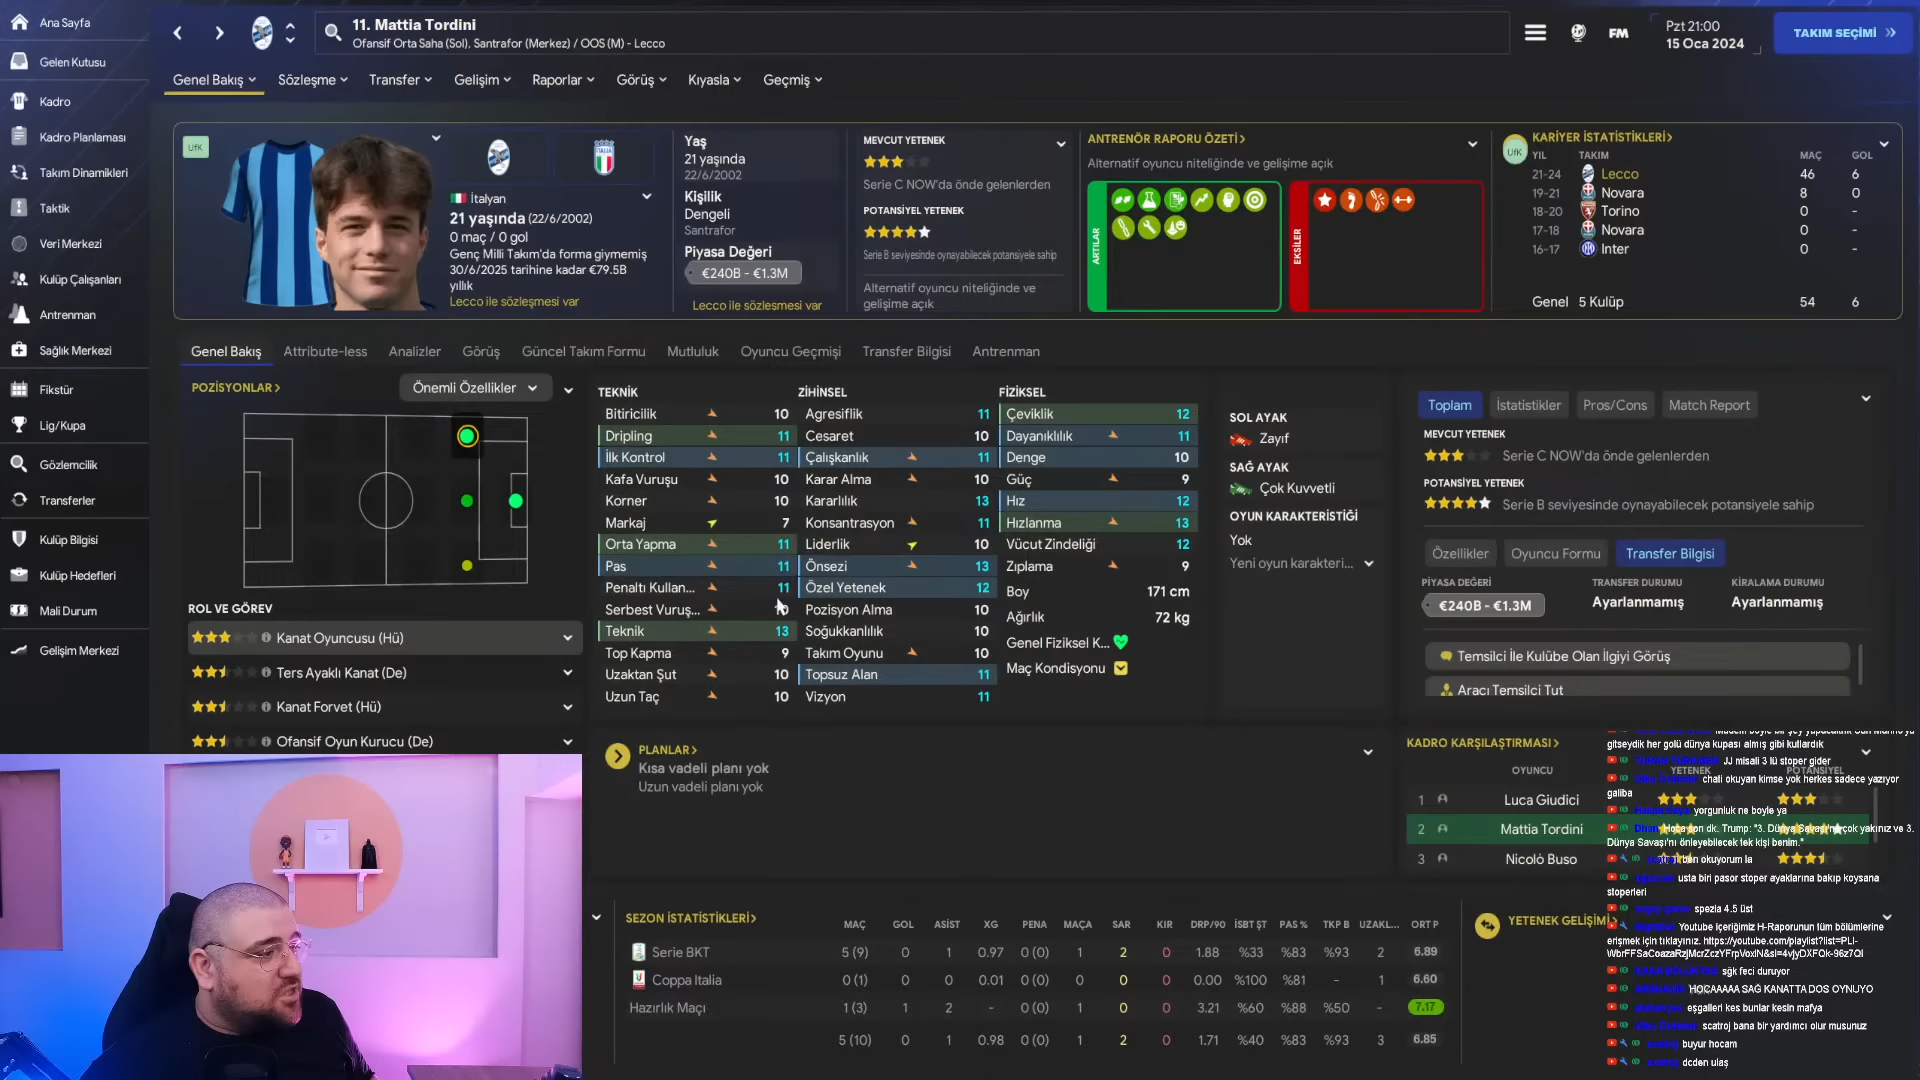 Ana Sayfa
Gelen Kutusu
Kadro
Kadro Planlaması
Takım Dinamikleri
Taktik
Veri Merkezi
Kulüp Çalışanları
Antrenman
Sağlık Merkezi
Fikstür
Lig/Kupa
Gözlemcilik
Transferler
Kulüp Bilgisi
Kulüp Hedefleri
Mali Durum
Gelişim Merkezi
11. Mattia Tordini
Ofansif Orta Saha (Sol), Santrafor (Merkez) / OOS (M) - Lecco
FM
Pzt 21:00
15 Oca 2024
TAKIM SEÇİMİ
Genel Bakış Sözleşme Transfer Gelişim Raporlar Görüş Kıyasla Geçmiş
UfK
İtalyan
21 yaşında (22/6/2002)
0 maç / 0 gol
Genç Milli Takım'da forma giymemiş
30/6/2025 tarihine kadar €79.5B
yıllık
Lecco ile sözleşmesi var
Yaş
21 yaşında
22/6/2002
Kişilik
Dengeli
Santrafor
Piyasa Değeri
€240B - €1.3M
Lecco ile sözleşmesi var
MEVCUT YETENEK
Serie C NOW'da önde gelenlerden
POTANSİYEL YETENEK
Serie B seviyesinde oynayabilecek potansiyele sahip
Alternatif oyuncu niteliğinde ve
gelişime açık
ANTRENÖR RAPORU ÖZETİ
Alternatif oyuncu niteliğinde ve gelişime açık
ARTILAR
EKSİLER
UfK
KARİYER İSTATİSTİKLERİ
YIL TAKIM MAÇ GOL
21-24 Lecco 46 6
19-21 Novara 8 0
18-20 Torino 0 -
17-18 Novara 0 -
16-17 Inter 0 -
Genel 5 Kulüp 54 6
Genel Bakış Attribute-less Analizler Görüş Güncel Takım Formu Mutluluk Oyuncu Geçmişi Transfer Bilgisi Antrenman
POZİSYONLAR
Önemli Özellikler
ROL VE GÖREV
Kanat Oyuncusu (Hü)
Ters Ayaklı Kanat (De)
Kanat Forvet (Hü)
Ofansif Oyun Kurucu (De)
TEKNİK
Bitiricilik 10
Dripling 11
İlk Kontrol 11
Kafa Vuruşu 10
Korner 10
Markaj 7
Orta Yapma 11
Pas 11
Penaltı Kullan... 11
Serbest Vuruş... 10
Teknik 13
Top Kapma 9
Uzaktan Şut 10
Uzun Taç 10
ZİHİNSEL
Agresiflik 11
Cesaret 10
Çalışkanlık 11
Karar Alma 10
Kararlılık 13
Konsantrasyon 11
Liderlik 10
Önsezi 13
Özel Yetenek 12
Pozisyon Alma 10
Soğukkanlılık 10
Takım Oyunu 10
Topsuz Alan 11
Vizyon 11
FİZİKSEL
Çeviklik 12
Dayanıklılık 11
Denge 10
Güç 9
Hız 12
Hızlanma 13
Vücut Zindeliği 12
Zıplama 9
Boy 171 cm
Ağırlık 72 kg
Genel Fiziksel K...
Maç Kondisyonu
SOL AYAK
Zayıf
SAĞ AYAK
Çok Kuvvetli
OYUN KARAKTERİSTİĞİ
Yok
Yeni oyun karakteri...
Toplam İstatistikler Pros/Cons Match Report
MEVCUT YETENEK
Serie C NOW'da önde gelenlerden
POTANSİYEL YETENEK
Serie B seviyesinde oynayabilecek potansiyele sahip
Özellikler Oyuncu Formu Transfer Bilgisi
PİYASA DEĞERİ TRANSFER DURUMU KİRALAMA DURUMU
€240B - €1.3M Ayarlanmamış Ayarlanmamış
Temsilci İle Kulübe Olan İlgiyi Görüş
Aracı Temsilci Tut
PLANLAR
Kısa vadeli planı yok
Uzun vadeli planı yok
KADRO KARŞILAŞTIRMASI
OYUNCU YETENEK POTANSİYEL
1 Luca Giudici
2 Mattia Tordini
3 Nicolò Buso
gitseydik her golü dünya kupası almış gibi kullardık
JJ misali 3 lü stoper gider
chali okuyan kimse yok herkes sadece yazıyor
galiba
yorgunluk ne boyle ya
Hoca son dk. Trump: "3. Dünya Savaşı'na çok yakınız ve 3.
Dünya Savaşı'nı önleyebilecek tek kişi benim."
ben okuyorum la
usta biri pasor stoper ayaklarına bakıp koysana
stoperleri
spezia 4.5 üst
Youtube içeriğimiz H-Raporunun tüm bölümlerine
erişmek için tıklayınız.
sğk feci duruyor
HOCAAAAA SAĞ KANATTA DOS OYNUYO
eşgalleri kes bunlar kesin mafya
scatroj bana bir yardımcı olur musunuz
buyur hocam
dcden ulaş
SEZON İSTATİSTİKLERİ
MAÇ GOL ASİST XG PENA MAÇA SAR KIR DRP/90 İSBT ŞT PAS % TKP B UZAKL... ORT P
Serie BKT 5 (9) 0 1 0.97 0 (0) 1 2 0 1.88 %33 %83 %93 2 6.89
Coppa Italia 0 (1) 0 0 0.01 0 (0) 0 0 0 0.00 %100 %81 - 1 6.60
Hazırlık Maçı 1 (3) 1 2 - 0 (0) 1 0 0 3.21 %60 %88 %50 - 7.17
5 (10) 0 1 0.98 0 (0) 1 2 0 1.71 %40 %83 %93 3 6.85
YETENEK GELİŞİMİ